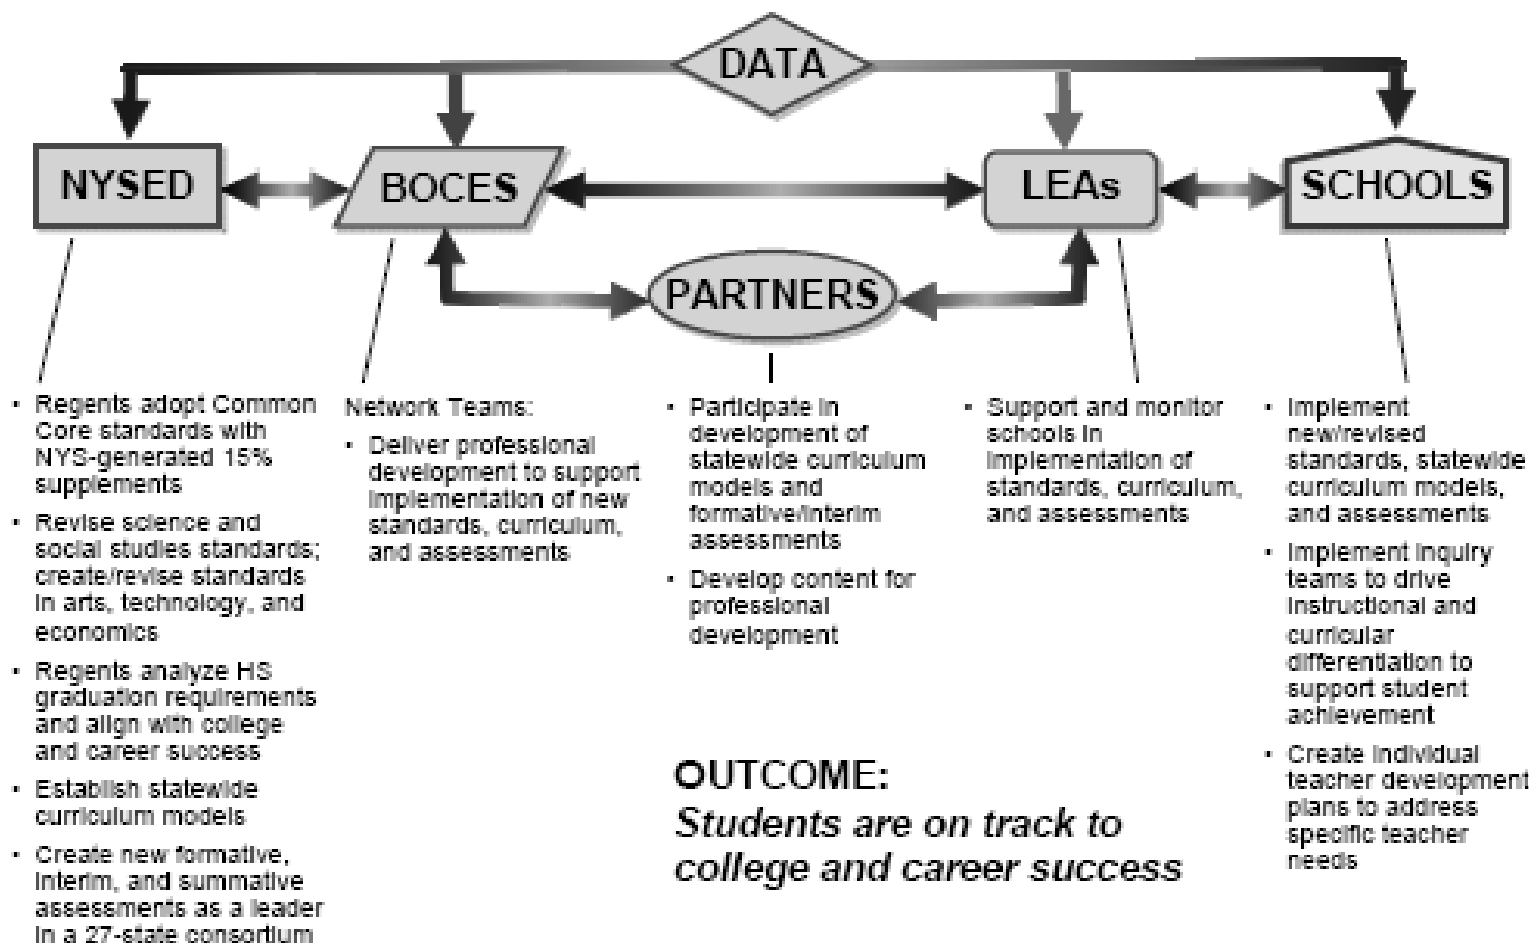 DATA
NYSED
BOCES
LEAs
SCHOOLS
PARTNERS
• Regents adopt Common
Core standards with
NYS-generated 15%
supplements
• Revise science and
social studies standards;
create/revise standards
in arts, technology, and
economics
• Regents analyze HS
graduation requirements
and align with college
and career success
• Establish statewide
curriculum models
• Create new formative,
interim, and summative
assessments as a leader
in a 27-state consortium
Network Teams:
• Deliver professional
development to support
implementation of new
standards, curriculum,
and assessments
• Participate in
development of
statewide curriculum
models and
formative/interim
assessments
• Develop content for
professional
development
• Support and monitor
schools in
implementation of
standards, curriculum,
and assessments
• Implement
new/revised
standards, statewide
curriculum models,
and assessments
• Implement inquiry
teams to drive
instructional and
curricular
differentiation to
support student
achievement
• Create individual
teacher development
plans to address
specific teacher
needs
OUTCOME:
Students are on track to
college and career success